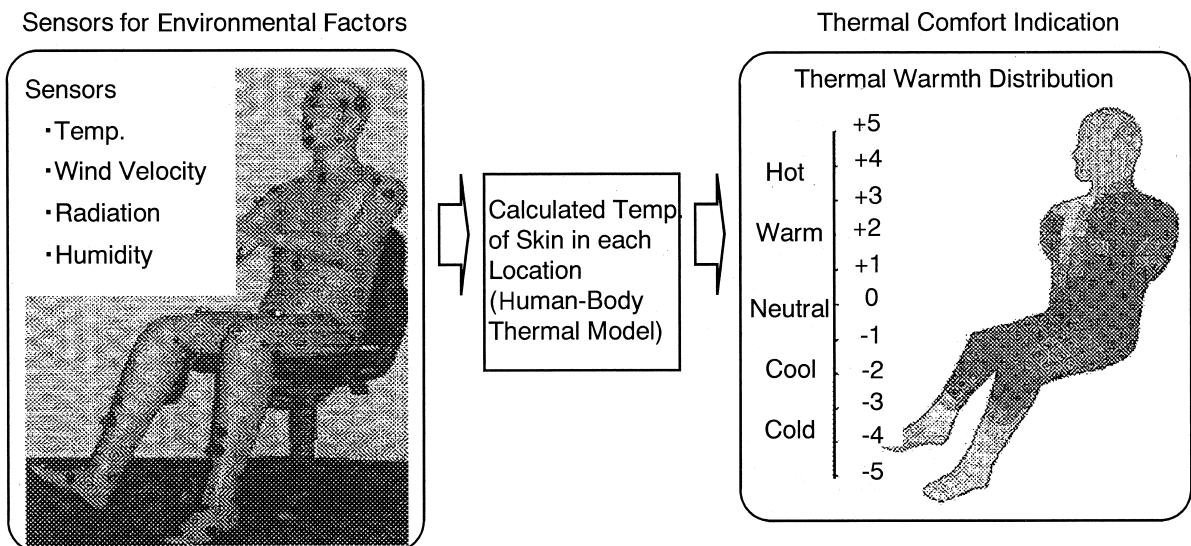 Sensors for Environmental Factors
Sensors
・Temp.
・Wind Velocity
・Radiation
・Humidity
Calculated Temp.
of Skin in each
Location
(Human-Body
Thermal Model)
Thermal Comfort Indication
Thermal Warmth Distribution
+5
+4
Hot
+3
+2
Warm
+1
0
Neutral
-1
Cool
-2
-3
Cold
-4
-5